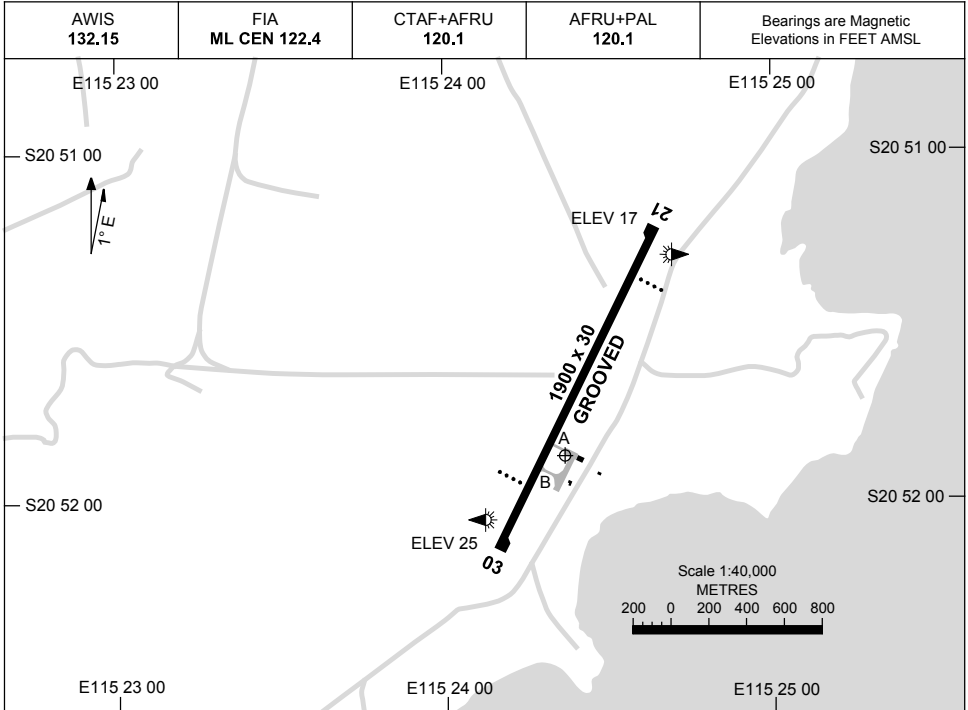 AWIS
132.15
FIA
ML CEN 122.4
CTAF+AFRU
120.1
AFRU+PAL
120.1
Bearings are Magnetic
Elevations in FEET AMSL
E115 23 00
E115 24 00
E115 25 00
S20 51 00
S20 51 00
1° E
ELEV 17
21
1900 x 30
GROOVED
A
B
S20 52 00
S20 52 00
ELEV 25
03
Scale 1:40,000
METRES
200 0 200 400 600 800
E115 23 00
E115 24 00
E115 25 00